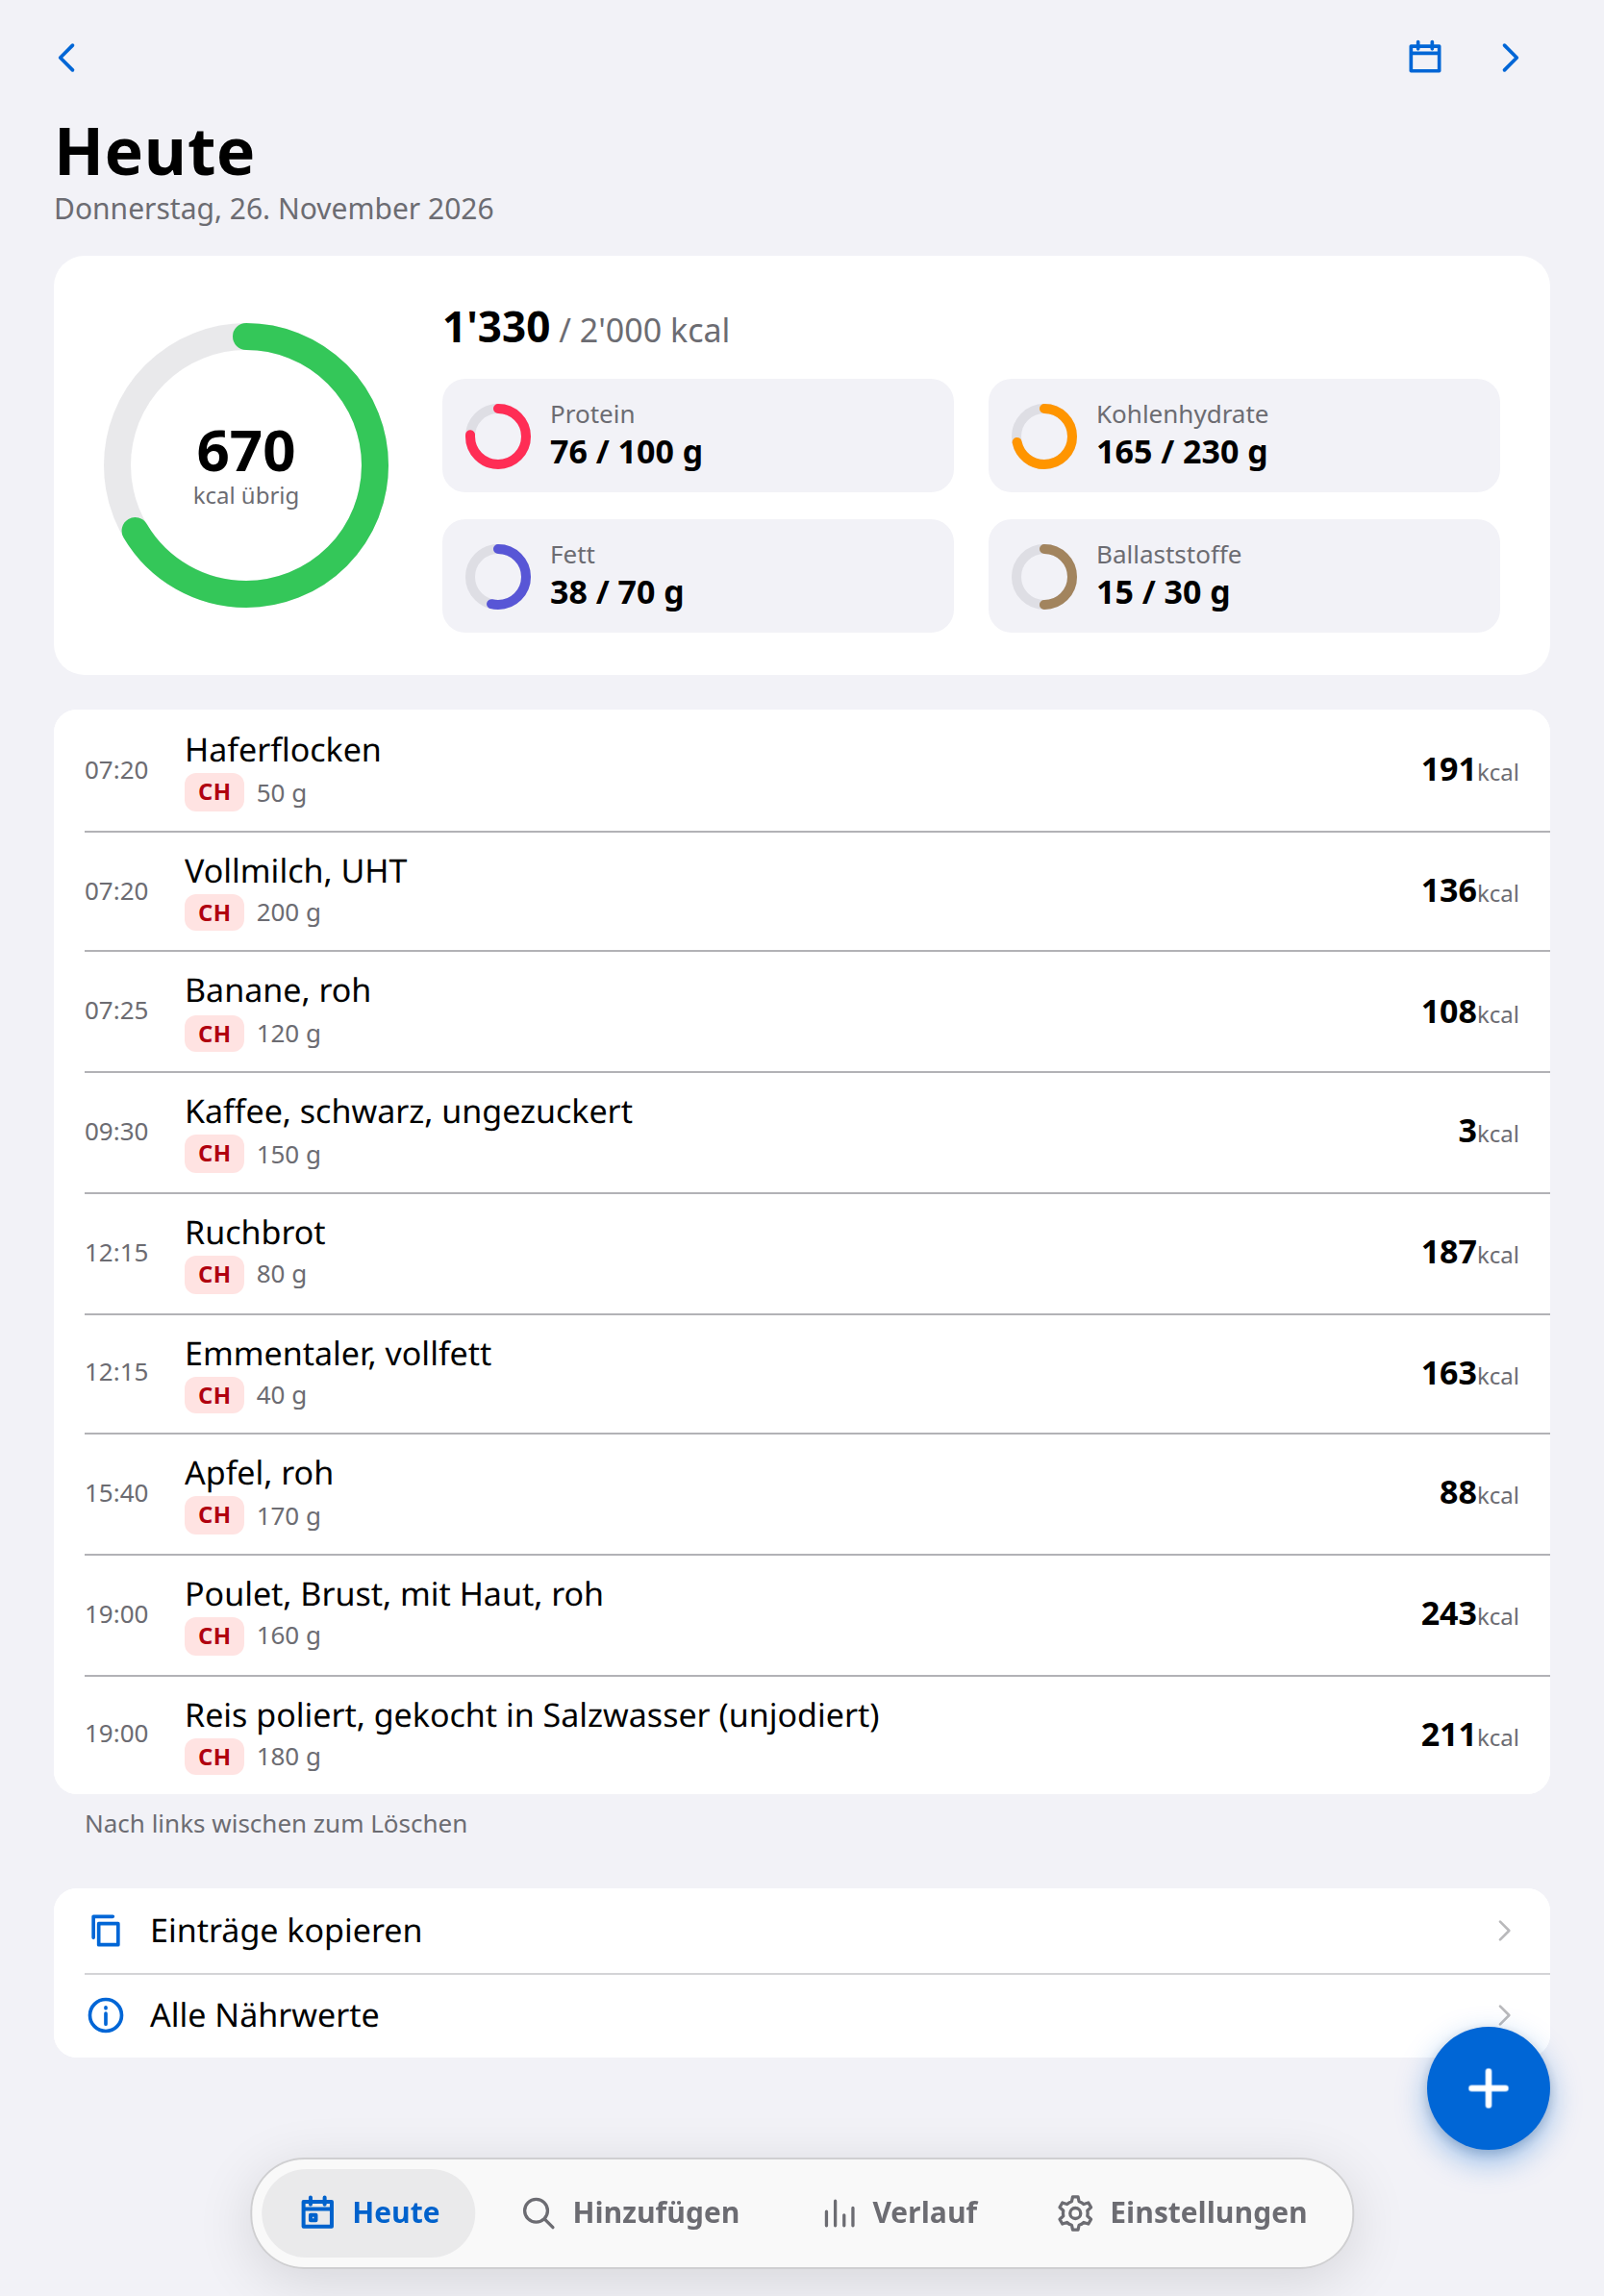 Heute
Donnerstag, 26. November 2026
670
kcal übrig
1'330 / 2'000 kcal
Protein
76 / 100 g
Kohlenhydrate
165 / 230 g
Fett
38 / 70 g
Ballaststoffe
15 / 30 g
07:20 Haferflocken 191kcal
CH 50 g
07:20 Vollmilch, UHT 136kcal
CH 200 g
07:25 Banane, roh 108kcal
CH 120 g
09:30 Kaffee, schwarz, ungezuckert 3kcal
CH 150 g
12:15 Ruchbrot 187kcal
CH 80 g
12:15 Emmentaler, vollfett 163kcal
CH 40 g
15:40 Apfel, roh 88kcal
CH 170 g
19:00 Poulet, Brust, mit Haut, roh 243kcal
CH 160 g
19:00 Reis poliert, gekocht in Salzwasser (unjodiert) 211kcal
CH 180 g
Nach links wischen zum Löschen
Einträge kopieren
Alle Nährwerte
Heute Hinzufügen Verlauf Einstellungen